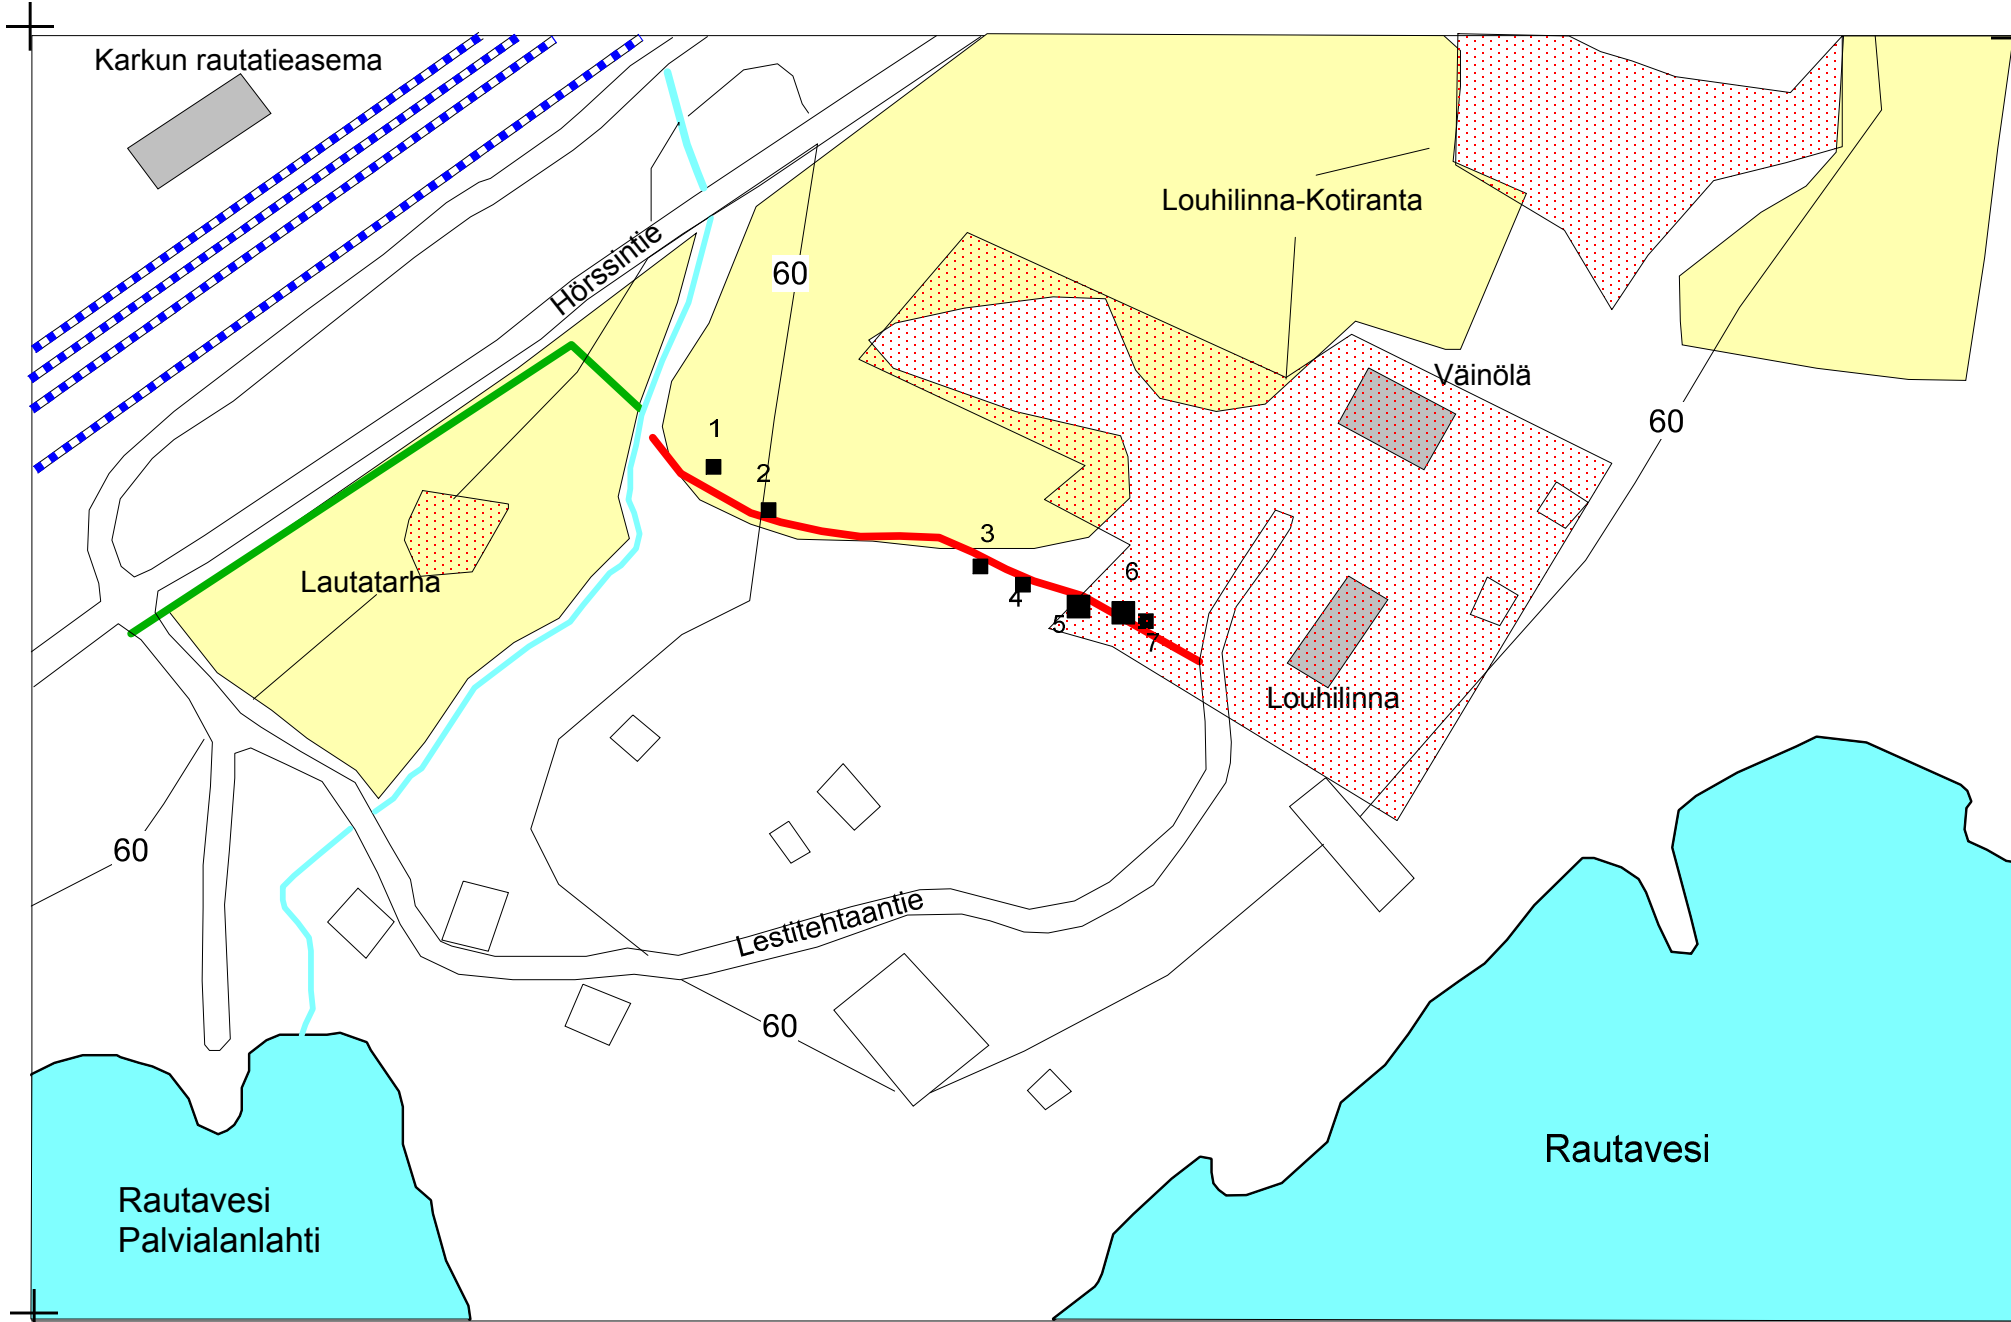 Karkun rautatieasema
Louhilinna-Kotiranta
Hörssintie
60
Väinölä
60
1
2
3
6
Lautatarha
4
5
7
Louhilinna
60
Lestitehtaantie
60
Rautavesi
Rautavesi
Palvialanlahti